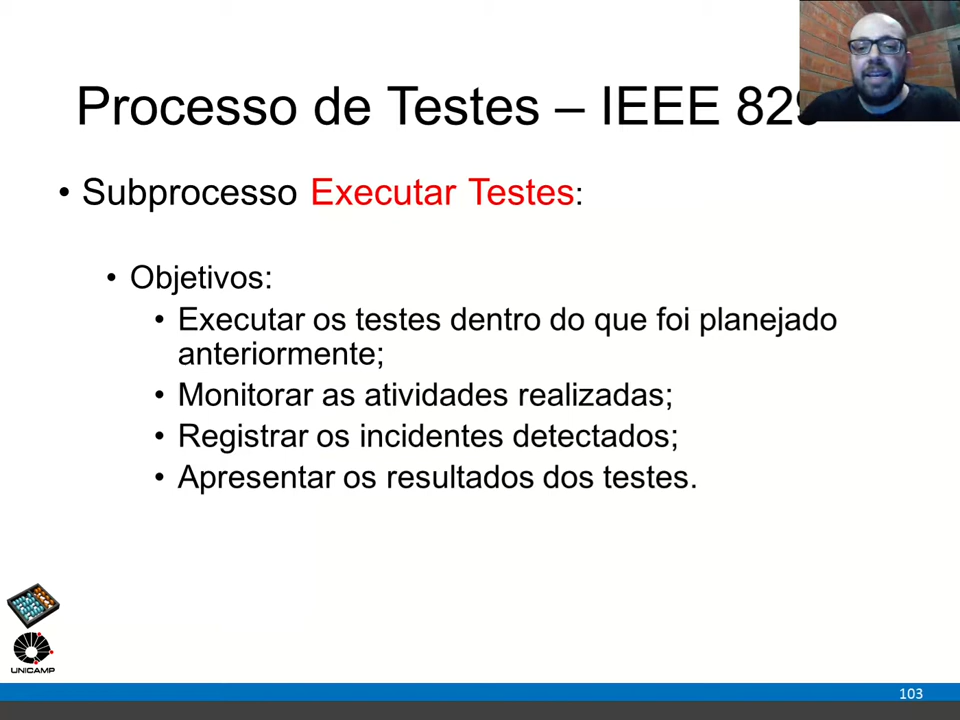 Processo de Testes – IEEE 829
• Subprocesso Executar Testes:
• Objetivos:
• Executar os testes dentro do que foi planejado
anteriormente;
• Monitorar as atividades realizadas;
• Registrar os incidentes detectados;
• Apresentar os resultados dos testes.
UNICAMP
103